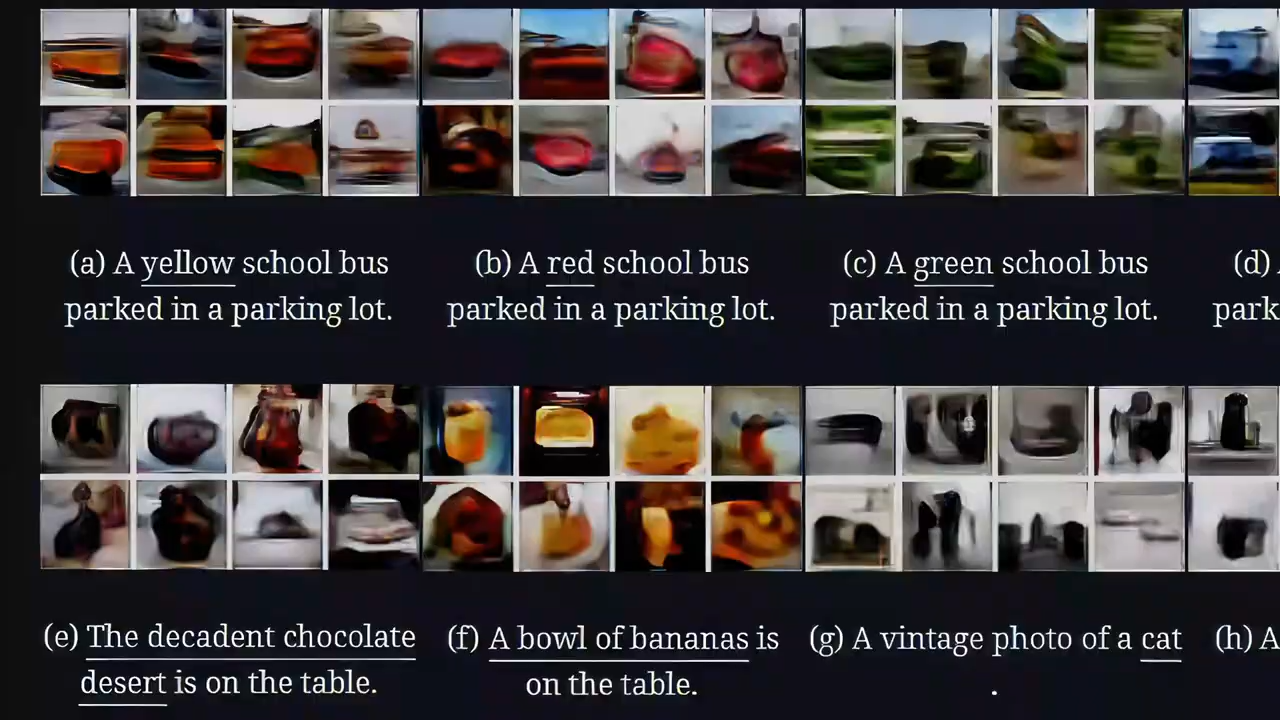 (a) A yellow school bus
parked in a parking lot.
(b) A red school bus
parked in a parking lot.
(c) A green school bus
parked in a parking lot.
(d)
park
(e) The decadent chocolate
desert is on the table.
(f) A bowl of bananas is
on the table.
(g) A vintage photo of a cat
.
(h) A